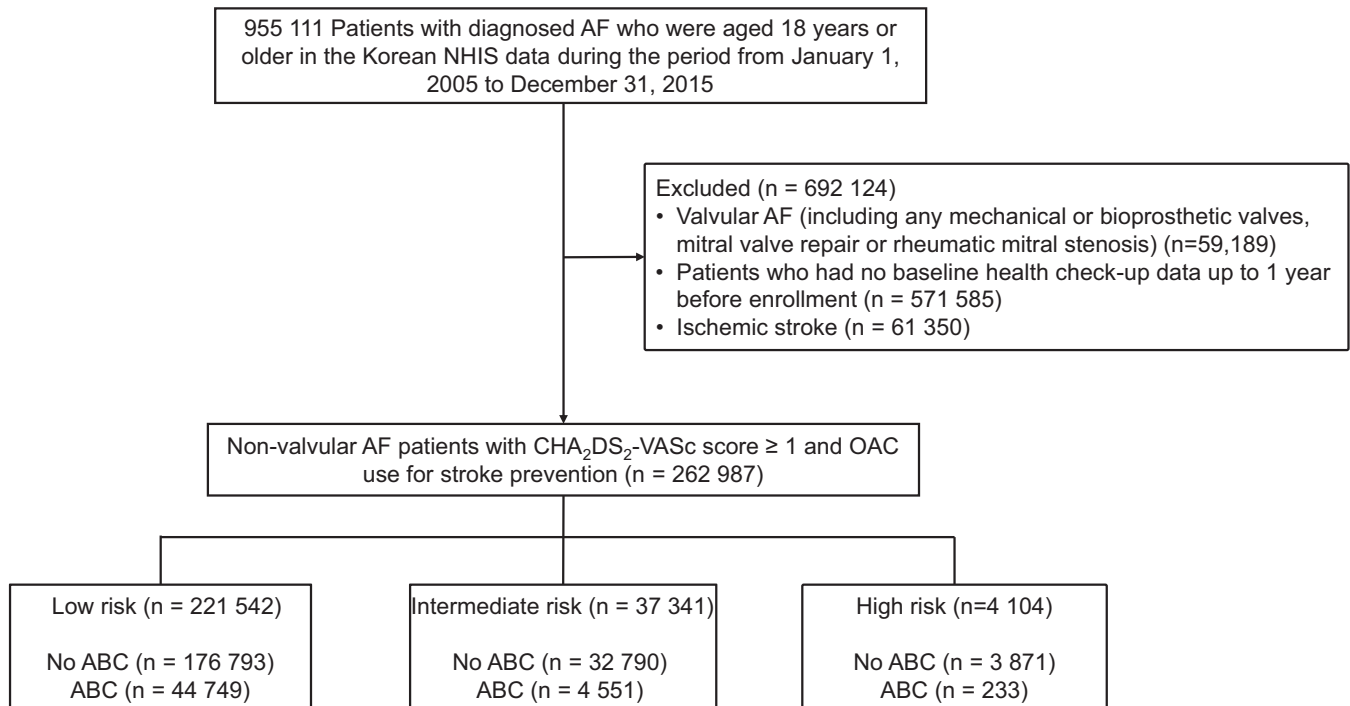 955 111 Patients with diagnosed AF who were aged 18 years or
older in the Korean NHIS data during the period from January 1,
2005 to December 31, 2015
Excluded (n = 692 124)
• Valvular AF (including any mechanical or bioprosthetic valves,
mitral valve repair or rheumatic mitral stenosis) (n=59,189)
• Patients who had no baseline health check-up data up to 1 year
before enrollment (n = 571 585)
• Ischemic stroke (n = 61 350)
Non-valvular AF patients with CHA₂DS₂-VASc score ≥ 1 and OAC
use for stroke prevention (n = 262 987)
Low risk (n = 221 542)
No ABC (n = 176 793)
ABC (n = 44 749)
Intermediate risk (n = 37 341)
No ABC (n = 32 790)
ABC (n = 4 551)
High risk (n=4 104)
No ABC (n = 3 871)
ABC (n = 233)